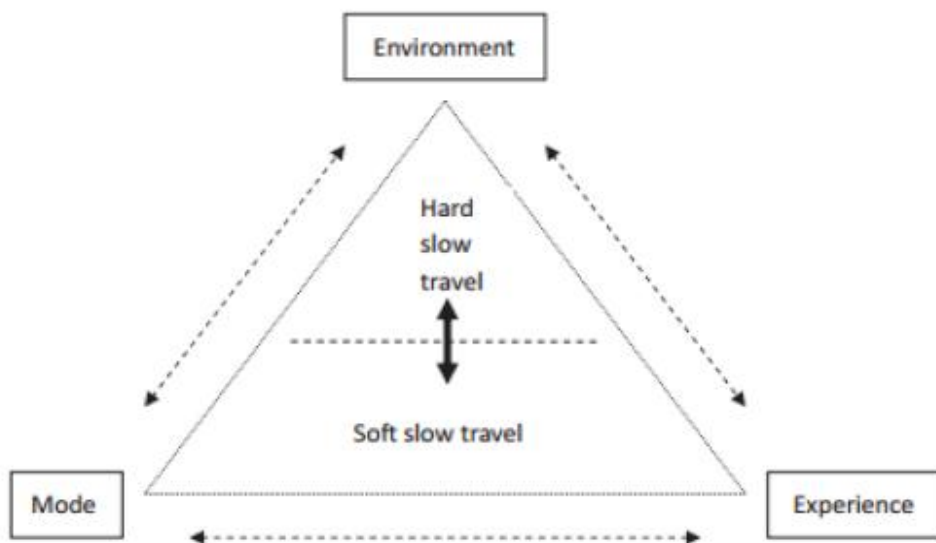 Environment
Hard
slow
travel
Soft slow travel
Mode
Experience